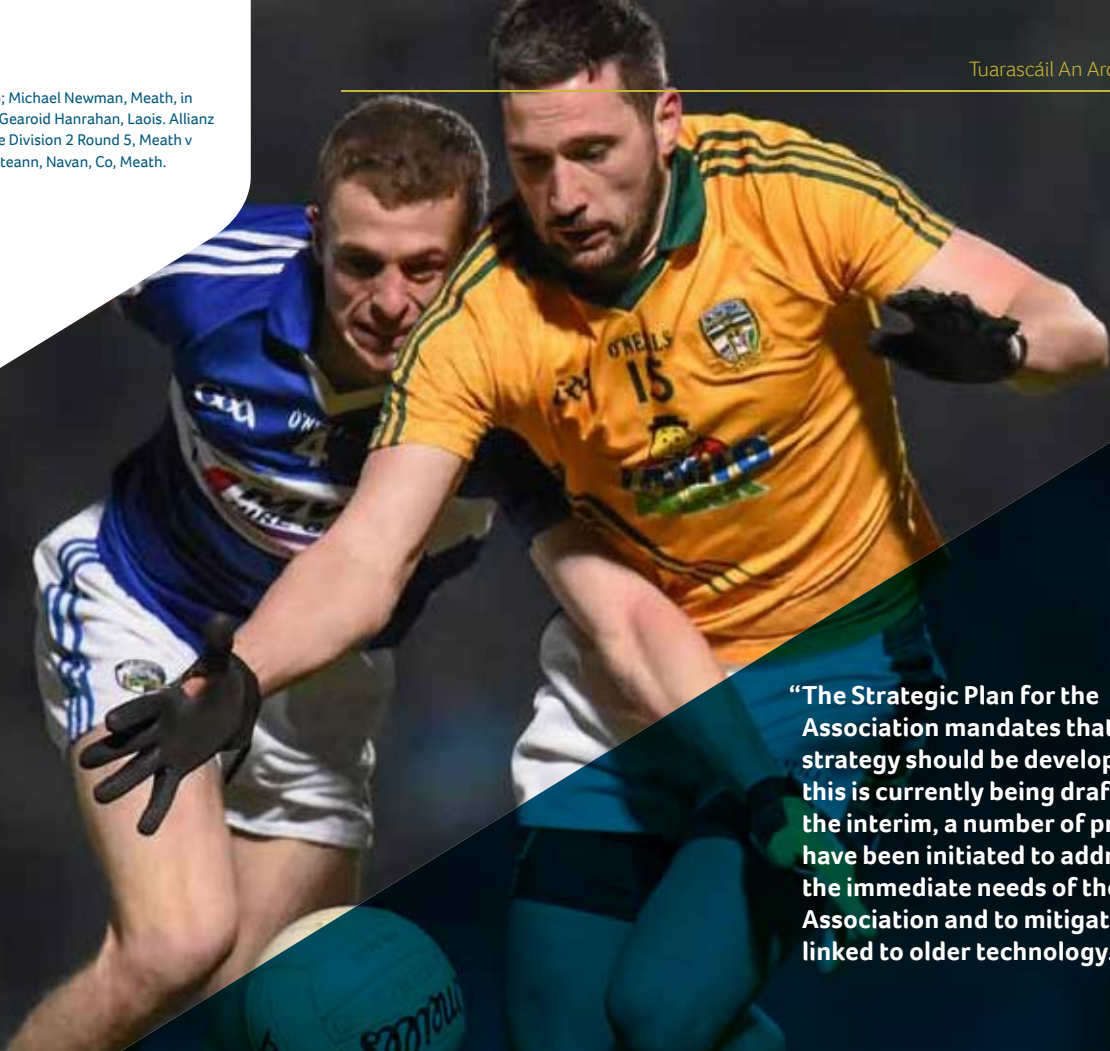 ; Michael Newman, Meath, in
Gearoid Hanrahan, Laois. Allianz
e Division 2 Round 5, Meath v
teann, Navan, Co, Meath.
Tuarascáil An Ard
O'NEILLS
15
GAA
4
“The Strategic Plan for the
Association mandates that
strategy should be develop
this is currently being draf
the interim, a number of pr
have been initiated to addr
the immediate needs of the
Association and to mitigat
linked to older technology.